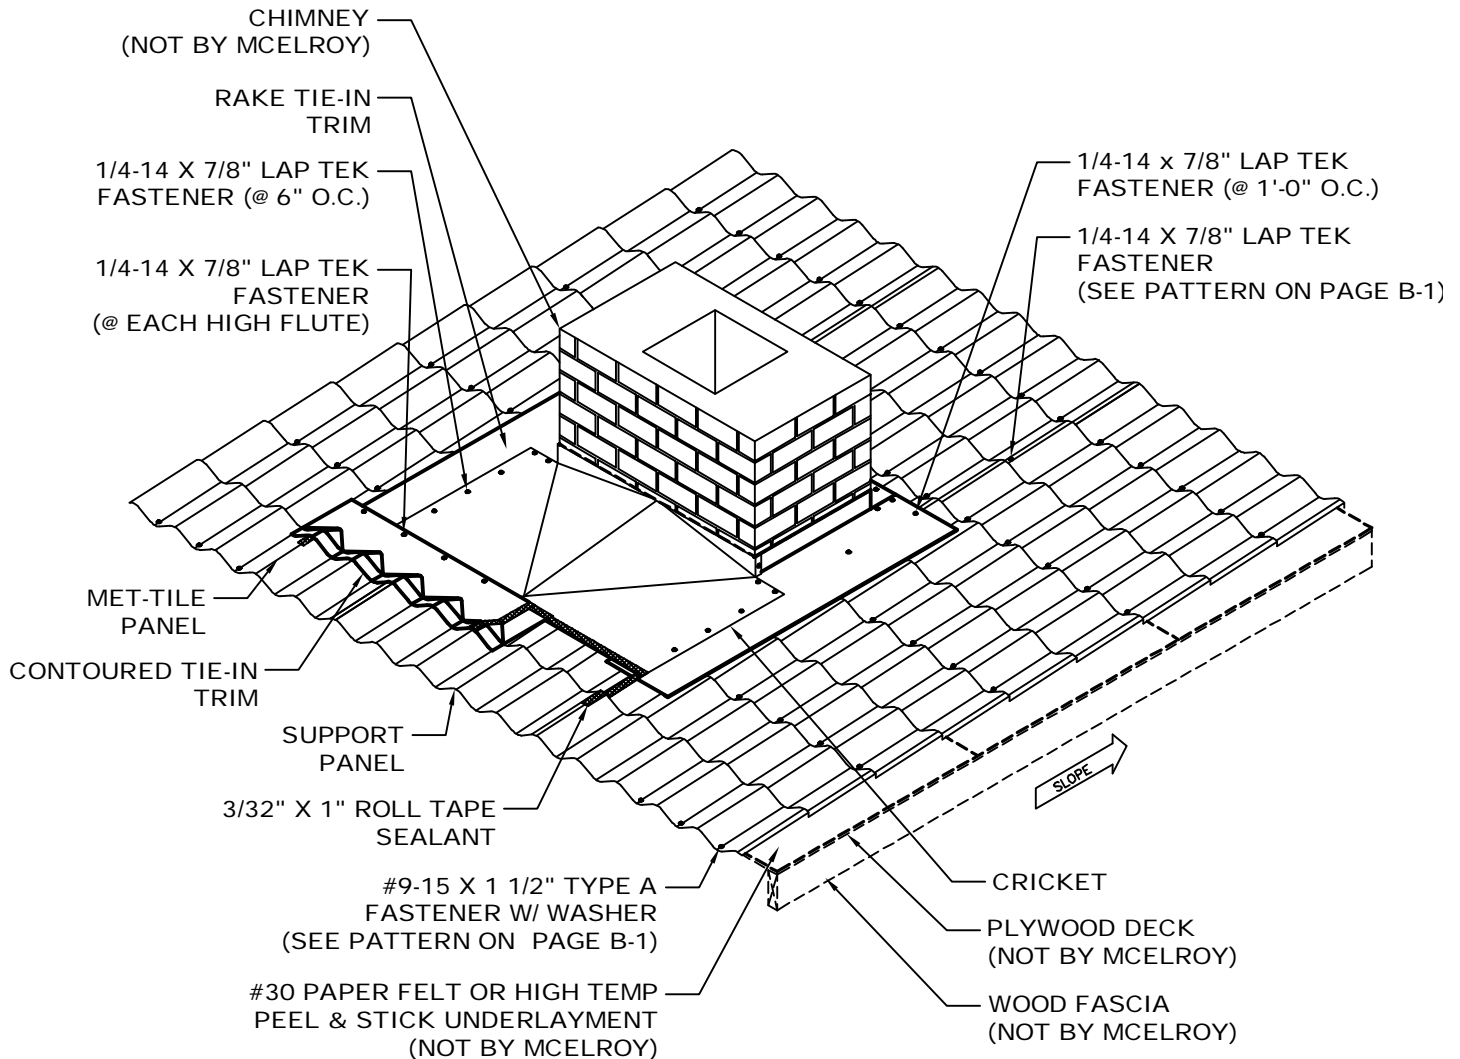 CHIMNEY
(NOT BY MCELROY)
RAKE TIE-IN
TRIM
1/4-14 X 7/8" LAP TEK
FASTENER (@ 6" O.C.)
1/4-14 X 7/8" LAP TEK
FASTENER
(@ EACH HIGH FLUTE)
1/4-14 x 7/8" LAP TEK
FASTENER (@ 1'-0" O.C.)
1/4-14 X 7/8" LAP TEK
FASTENER
(SEE PATTERN ON PAGE B-1)
MET-TILE
PANEL
CONTOURED TIE-IN
TRIM
SUPPORT
PANEL
3/32" X 1" ROLL TAPE
SEALANT
#9-15 X 1 1/2" TYPE A
FASTENER W/ WASHER
(SEE PATTERN ON PAGE B-1)
#30 PAPER FELT OR HIGH TEMP
PEEL & STICK UNDERLAYMENT
(NOT BY MCELROY)
SLOPE
CRICKET
PLYWOOD DECK
(NOT BY MCELROY)
WOOD FASCIA
(NOT BY MCELROY)